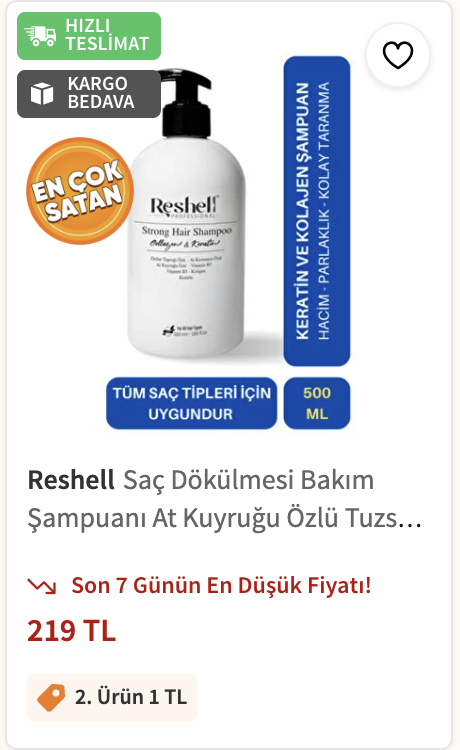 HIZLI
TESLİMAT
KARGO
BEDAVA
EN ÇOK
SATAN
Reshell
PROFESSIONAL
Strong Hair Shampoo
Collagen & Keratin
KERATİN VE KOLAJEN ŞAMPUAN
HACİM - PARLAKLIK - KOLAY TARANMA
TÜM SAÇ TİPLERİ İÇİN
UYGUNDUR
500
ML
Reshell Saç Dökülmesi Bakım
Şampuanı At Kuyruğu Özlü Tuzs...
Son 7 Günün En Düşük Fiyatı!
219 TL
2. Ürün 1 TL